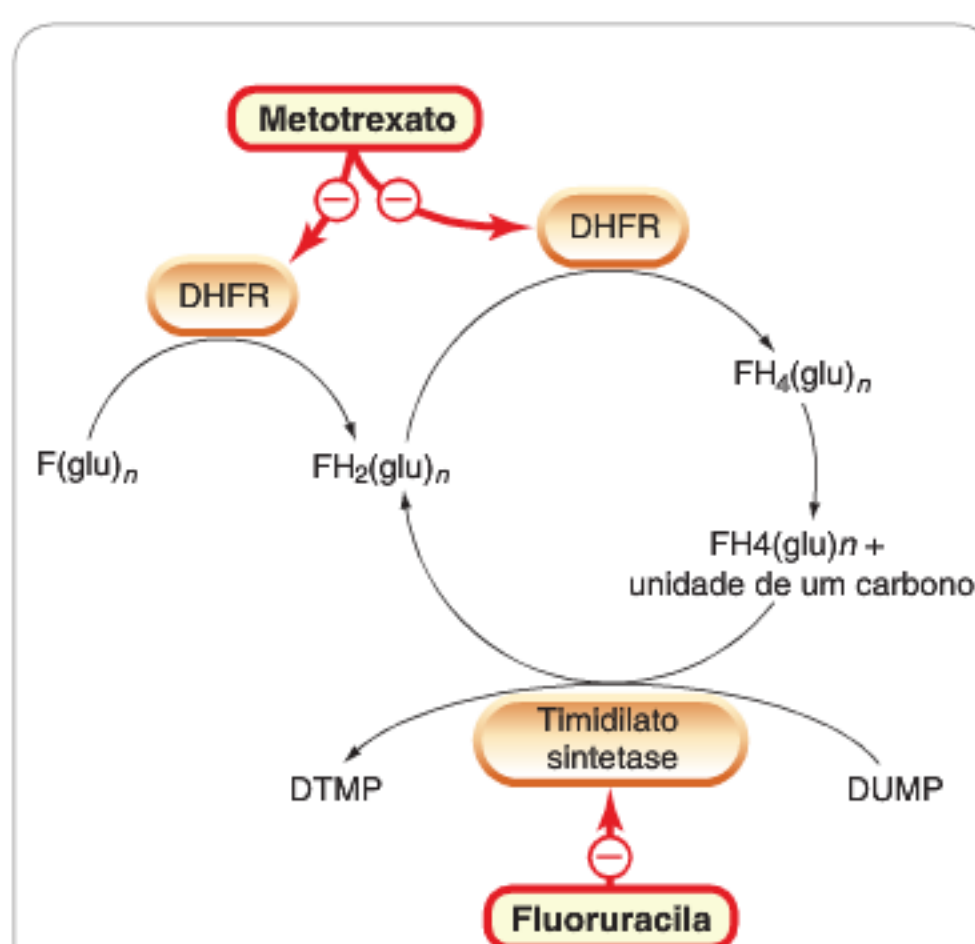 Metotrexato
DHFR
DHFR
FH₄(glu)ₙ
F(glu)ₙ
FH₂(glu)ₙ
FH4(glu)n +
unidade de um carbono
Timidilato
sintetase
DTMP
DUMP
Fluoruracila